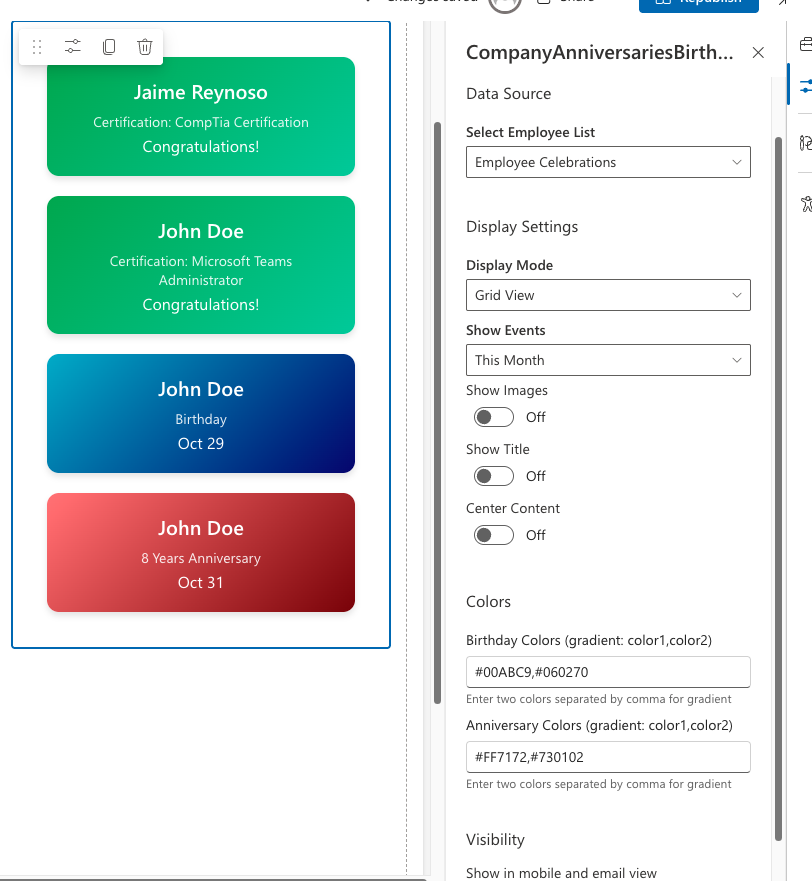 Changes saved
Share
Republish
Jaime Reynoso
Certification: CompTia Certification
Congratulations!
John Doe
Certification: Microsoft Teams
Administrator
Congratulations!
John Doe
Birthday
Oct 29
John Doe
8 Years Anniversary
Oct 31
CompanyAnniversariesBirth...
Data Source
Select Employee List
Employee Celebrations
Display Settings
Display Mode
Grid View
Show Events
This Month
Show Images
Off
Show Title
Off
Center Content
Off
Colors
Birthday Colors (gradient: color1,color2)
#00ABC9,#060270
Enter two colors separated by comma for gradient
Anniversary Colors (gradient: color1,color2)
#FF7172,#730102
Enter two colors separated by comma for gradient
Visibility
Show in mobile and email view